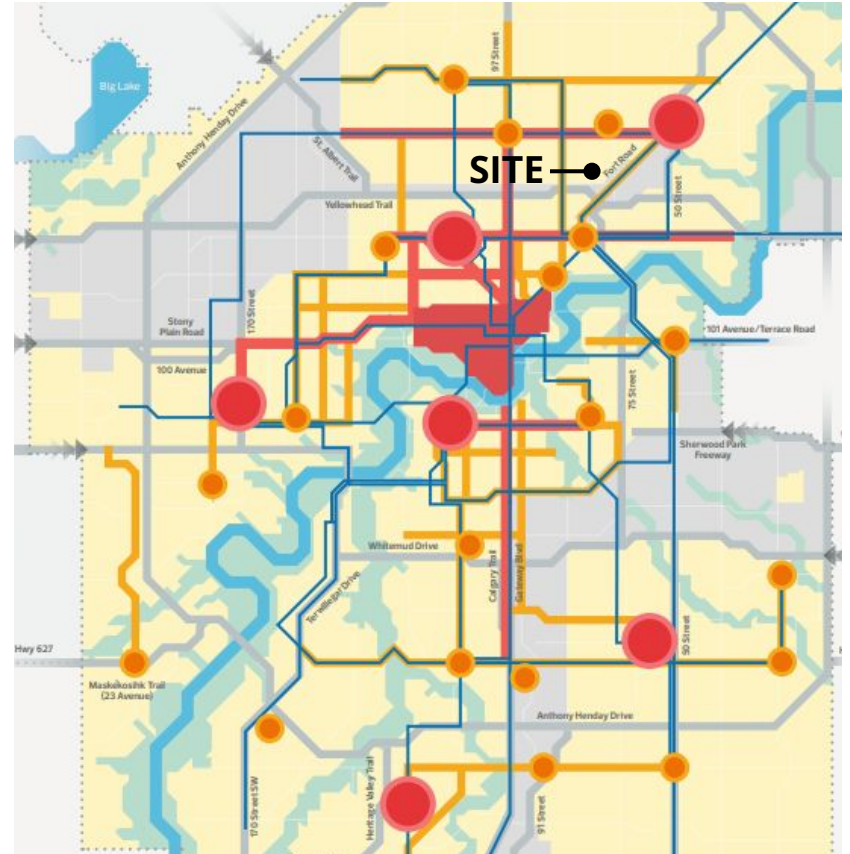 97 Street
Big Lake
Anthony Henday Drive
St. Albert Trail
SITE
Fort Road
50 Street
Yellowhead Trail
170 Street
Stony
Plain Road
101 Avenue/Terrace Road
100 Avenue
75 Street
Sherwood Park
Freeway
Whitemud Drive
Calgary Trail
Gateway Blvd
Terwillegar Drive
50 Street
Hwy 627
Maskêkosihk Trail
(23 Avenue)
Anthony Henday Drive
170 Street SW
Heritage Valley Trail
91 Street